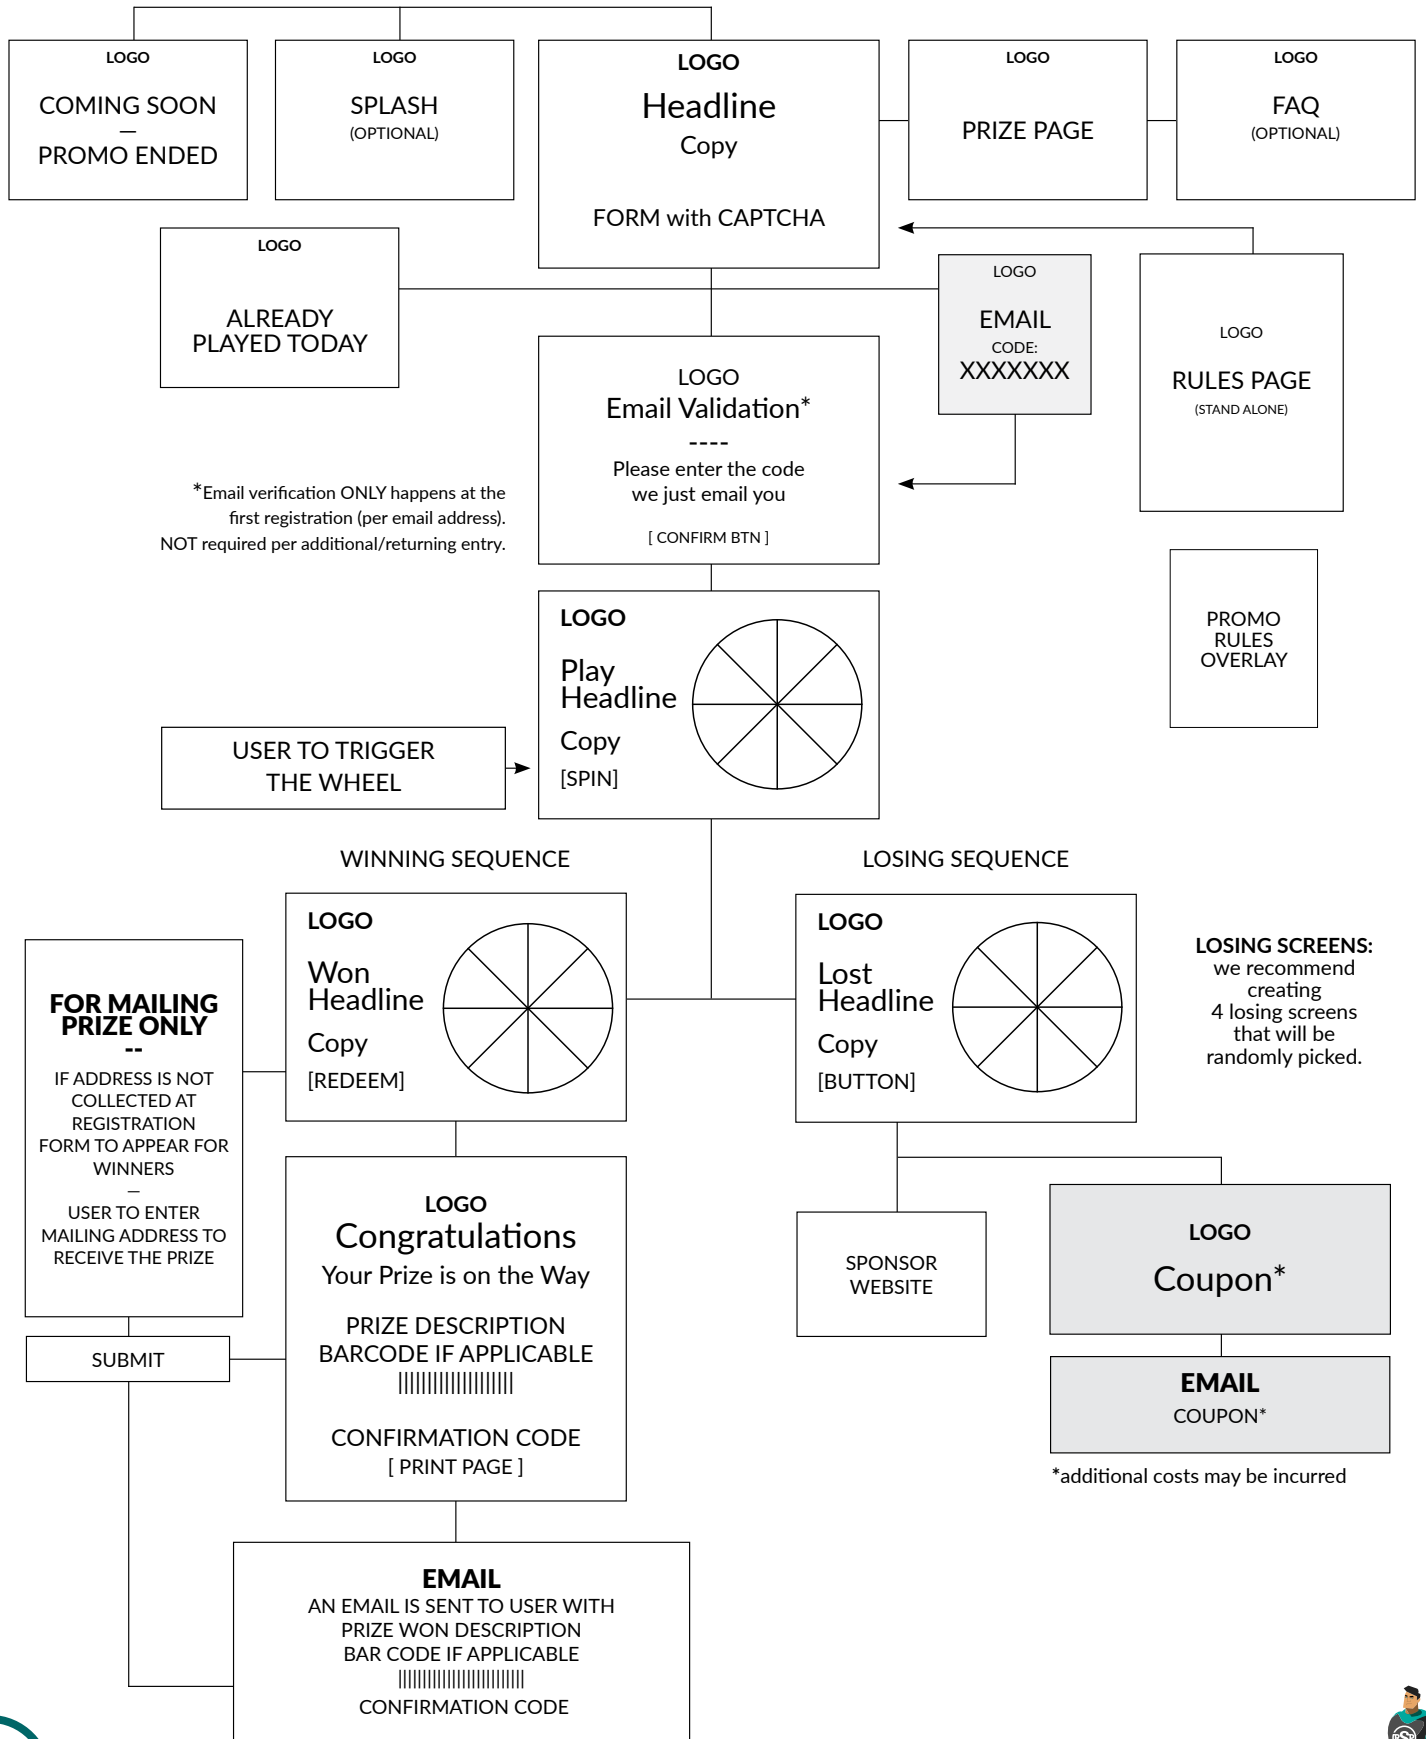 LOGO
COMING SOON
—
PROMO ENDED
LOGO
SPLASH
(OPTIONAL)
LOGO
Headline
Copy
FORM with CAPTCHA
LOGO
PRIZE PAGE
LOGO
FAQ
(OPTIONAL)
LOGO
ALREADY
PLAYED TODAY
LOGO
EMAIL
CODE:
XXXXXXX
LOGO
RULES PAGE
(STAND ALONE)
LOGO
Email Validation*
----
Please enter the code
we just email you
[ CONFIRM BTN ]
*Email verification ONLY happens at the
first registration (per email address).
NOT required per additional/returning entry.
PROMO
RULES
OVERLAY
LOGO
Play
Headline
Copy
[SPIN]
USER TO TRIGGER
THE WHEEL
WINNING SEQUENCE
LOSING SEQUENCE
LOGO
Won
Headline
Copy
[REDEEM]
LOGO
Lost
Headline
Copy
[BUTTON]
LOSING SCREENS:
we recommend
creating
4 losing screens
that will be
randomly picked.
FOR MAILING
PRIZE ONLY
--
IF ADDRESS IS NOT
COLLECTED AT
REGISTRATION
FORM TO APPEAR FOR
WINNERS
—
USER TO ENTER
MAILING ADDRESS TO
RECEIVE THE PRIZE
SUBMIT
LOGO
Congratulations
Your Prize is on the Way
PRIZE DESCRIPTION
BARCODE IF APPLICABLE
CONFIRMATION CODE
[ PRINT PAGE ]
SPONSOR
WEBSITE
LOGO
Coupon*
EMAIL
COUPON*
*additional costs may be incurred
EMAIL
AN EMAIL IS SENT TO USER WITH
PRIZE WON DESCRIPTION
BAR CODE IF APPLICABLE
CONFIRMATION CODE